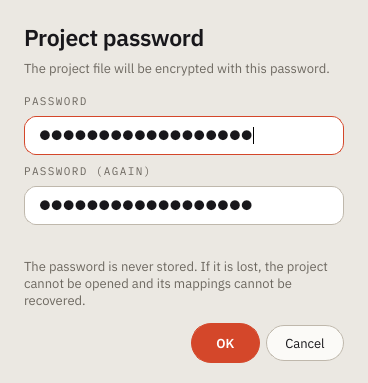 Project password
The project file will be encrypted with this password.
PASSWORD
●●●●●●●●●●●●●●●●●●
PASSWORD (AGAIN)
●●●●●●●●●●●●●●●●●●
The password is never stored. If it is lost, the project
cannot be opened and its mappings cannot be
recovered.
OK
Cancel